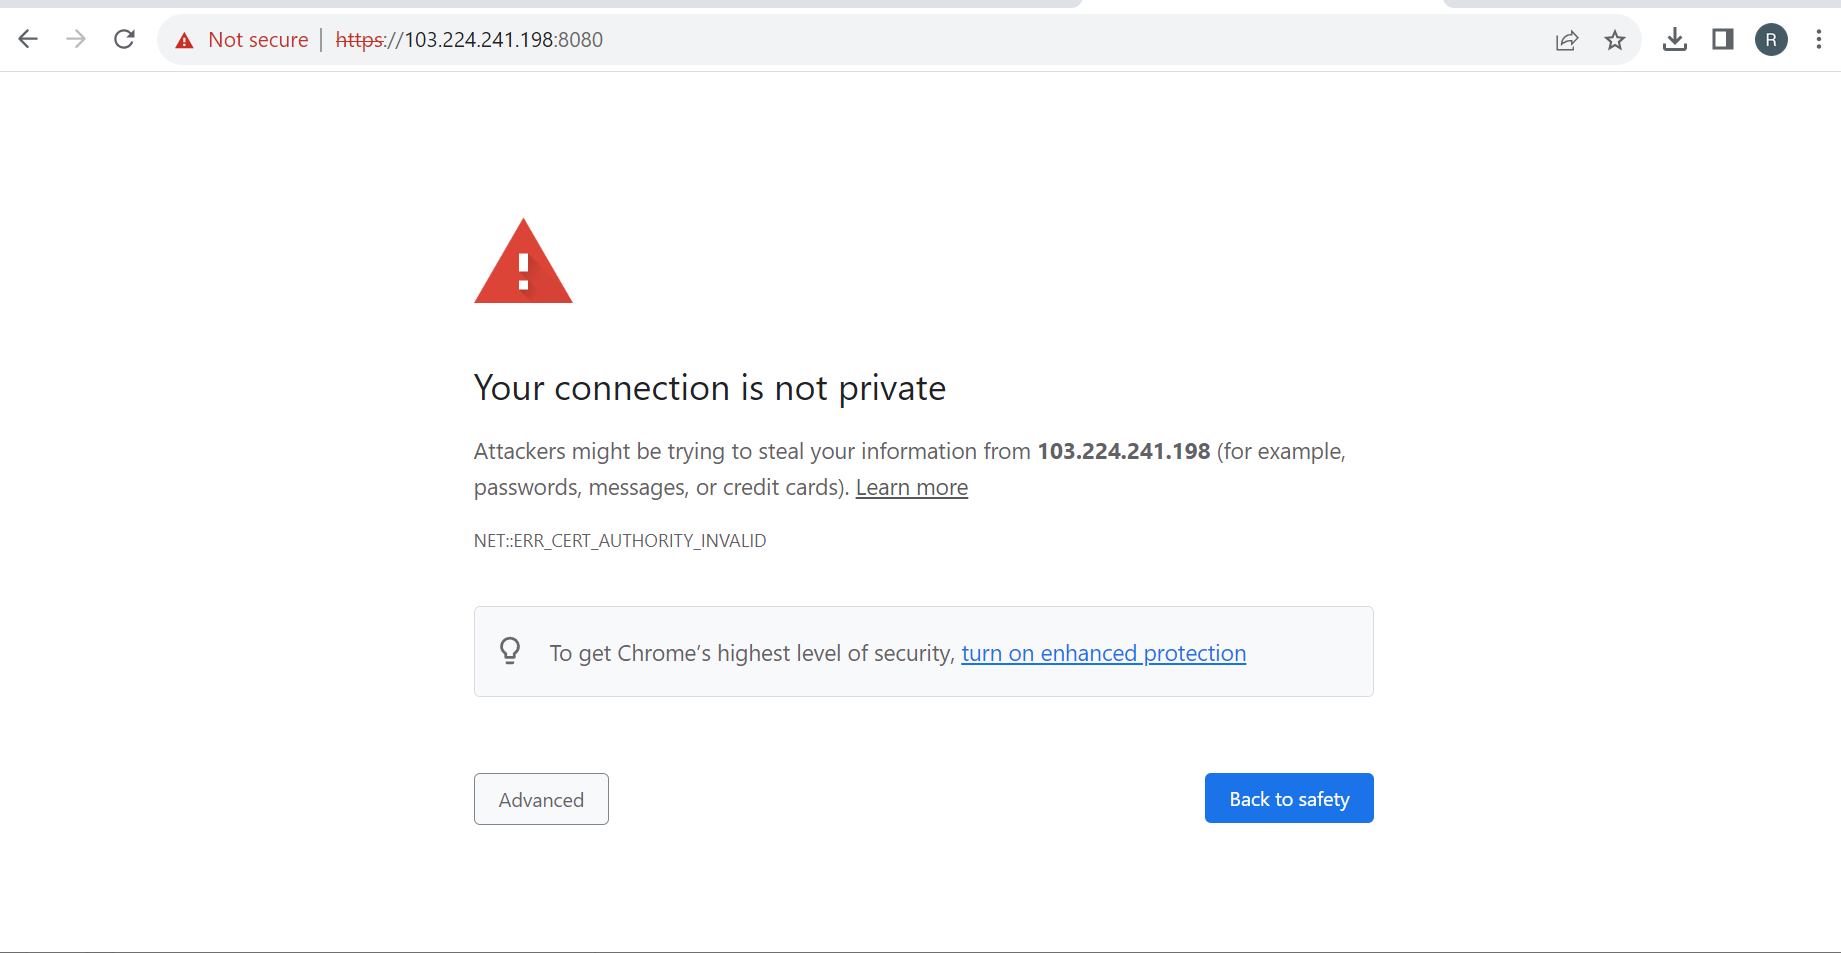 Not secure | https://103.224.241.198:8080
R
Your connection is not private
Attackers might be trying to steal your information from 103.224.241.198 (for example,
passwords, messages, or credit cards). Learn more
NET::ERR_CERT_AUTHORITY_INVALID
To get Chrome's highest level of security, turn on enhanced protection
Advanced
Back to safety